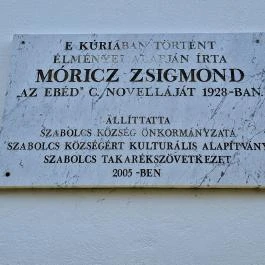 E KÚRIÁBAN TÖRTÉNT
ÉLMÉNYEI ALAPJÁN ÍRTA
MÓRICZ ZSIGMOND
„AZ EBÉD" C. NOVELLÁJÁT 1928-BAN.
ÁLLÍTTATTA
SZABOLCS KÖZSÉG ÖNKORMÁNYZATA
SZABOLCS KÖZSÉGÉRT KULTURÁLIS ALAPÍTVÁNY
SZABOLCS TAKARÉKSZÖVETKEZET
2005-BEN